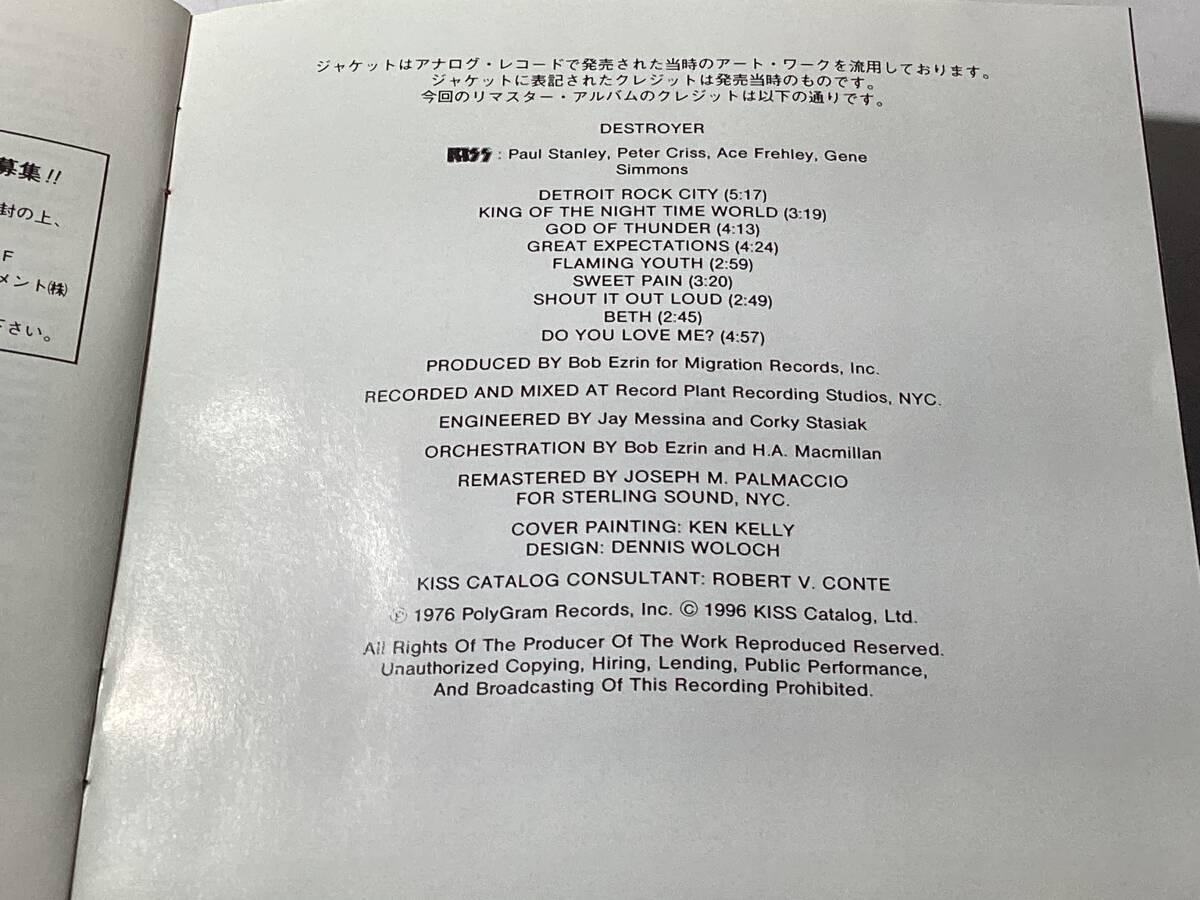 募集!!
封の上、
F
メント㈱
下さい。
ジャケットはアナログ・レコードで発売された当時のアート・ワークを流用しております。
ジャケットに表記されたクレジットは発売当時のものです。
今回のリマスター・アルバムのクレジットは以下の通りです。
DESTROYER
KISS : Paul Stanley, Peter Criss, Ace Frehley, Gene
Simmons
DETROIT ROCK CITY (5:17)
KING OF THE NIGHT TIME WORLD (3:19)
GOD OF THUNDER (4:13)
GREAT EXPECTATIONS (4:24)
FLAMING YOUTH (2:59)
SWEET PAIN (3:20)
SHOUT IT OUT LOUD (2:49)
BETH (2:45)
DO YOU LOVE ME? (4:57)
PRODUCED BY Bob Ezrin for Migration Records, Inc.
RECORDED AND MIXED AT Record Plant Recording Studios, NYC.
ENGINEERED BY Jay Messina and Corky Stasiak
ORCHESTRATION BY Bob Ezrin and H.A. Macmillan
REMASTERED BY JOSEPH M. PALMACCIO
FOR STERLING SOUND, NYC.
COVER PAINTING: KEN KELLY
DESIGN: DENNIS WOLOCH
KISS CATALOG CONSULTANT: ROBERT V. CONTE
Ⓟ 1976 PolyGram Records, Inc. © 1996 KISS Catalog, Ltd.
All Rights Of The Producer Of The Work Reproduced Reserved.
Unauthorized Copying, Hiring, Lending, Public Performance,
And Broadcasting Of This Recording Prohibited.